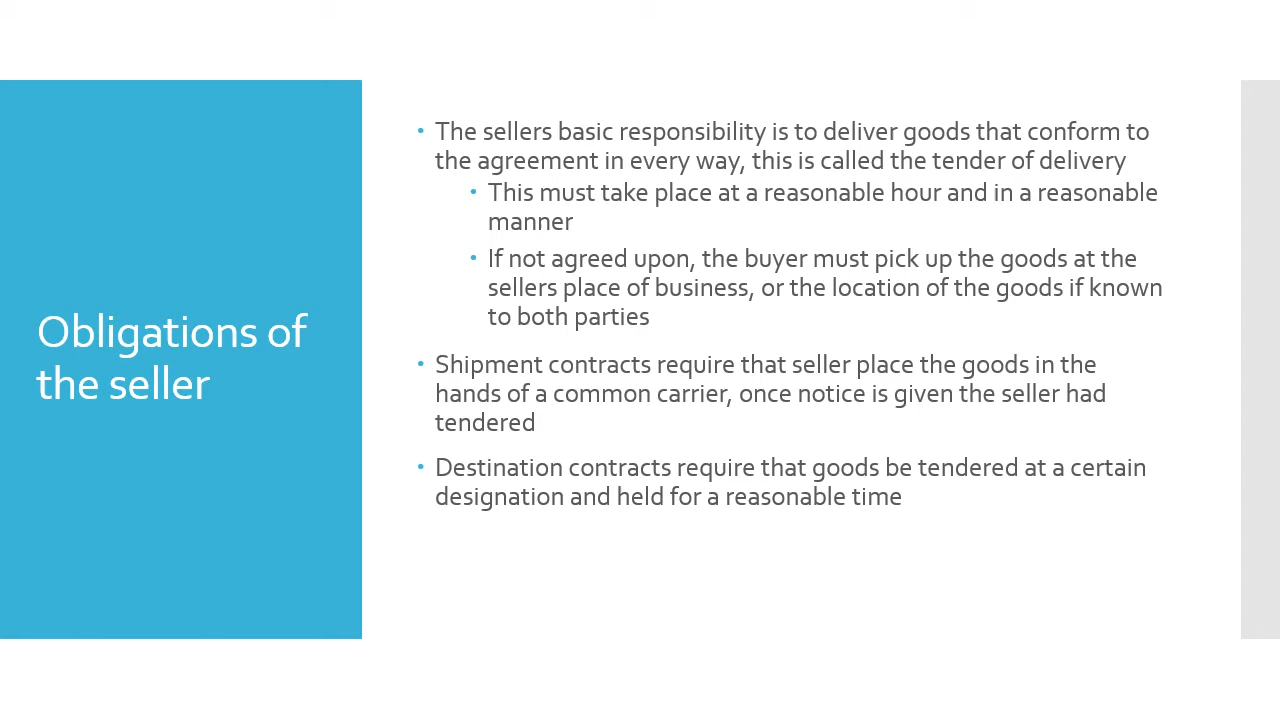 Obligations of
the seller
• The sellers basic responsibility is to deliver goods that conform to
the agreement in every way, this is called the tender of delivery
• This must take place at a reasonable hour and in a reasonable
manner
• If not agreed upon, the buyer must pick up the goods at the
sellers place of business, or the location of the goods if known
to both parties
• Shipment contracts require that seller place the goods in the
hands of a common carrier, once notice is given the seller had
tendered
• Destination contracts require that goods be tendered at a certain
designation and held for a reasonable time